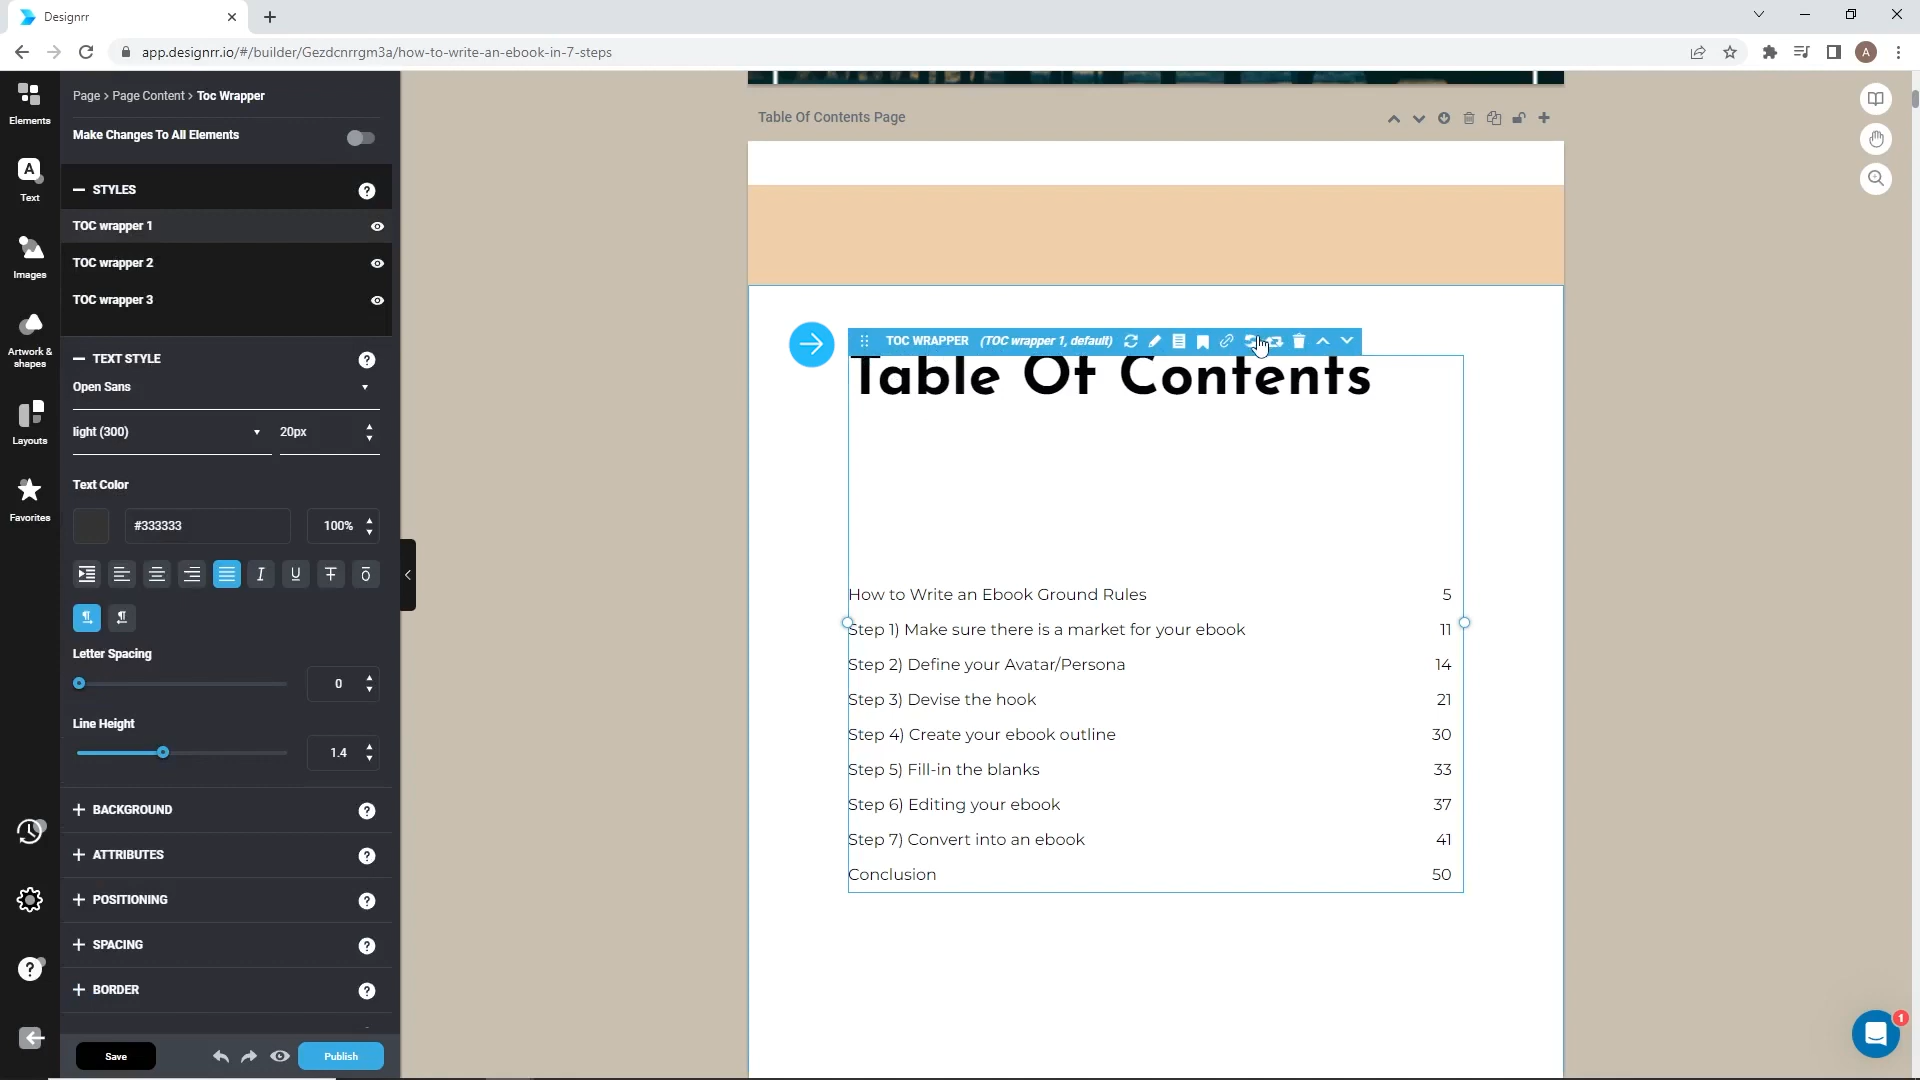 Designrr
app.designrr.io/#/builder/Gezdcnrrgm3a/how-to-write-an-ebook-in-7-steps
A
Elements
Text
Images
Artwork & shapes
Layouts
Favorites
Page > Page Content > Toc Wrapper
Make Changes To All Elements
STYLES
TOC wrapper 1
TOC wrapper 2
TOC wrapper 3
TEXT STYLE
Open Sans
light (300) 20px
Text Color
#333333 100%
Letter Spacing
0
Line Height
1.4
BACKGROUND
ATTRIBUTES
POSITIONING
SPACING
BORDER
Save
Publish
Table Of Contents Page
TOC WRAPPER (TOC wrapper 1, default)
Table Of Contents
How to Write an Ebook Ground Rules 5
Step 1) Make sure there is a market for your ebook 11
Step 2) Define your Avatar/Persona 14
Step 3) Devise the hook 21
Step 4) Create your ebook outline 30
Step 5) Fill-in the blanks 33
Step 6) Editing your ebook 37
Step 7) Convert into an ebook 41
Conclusion 50
1